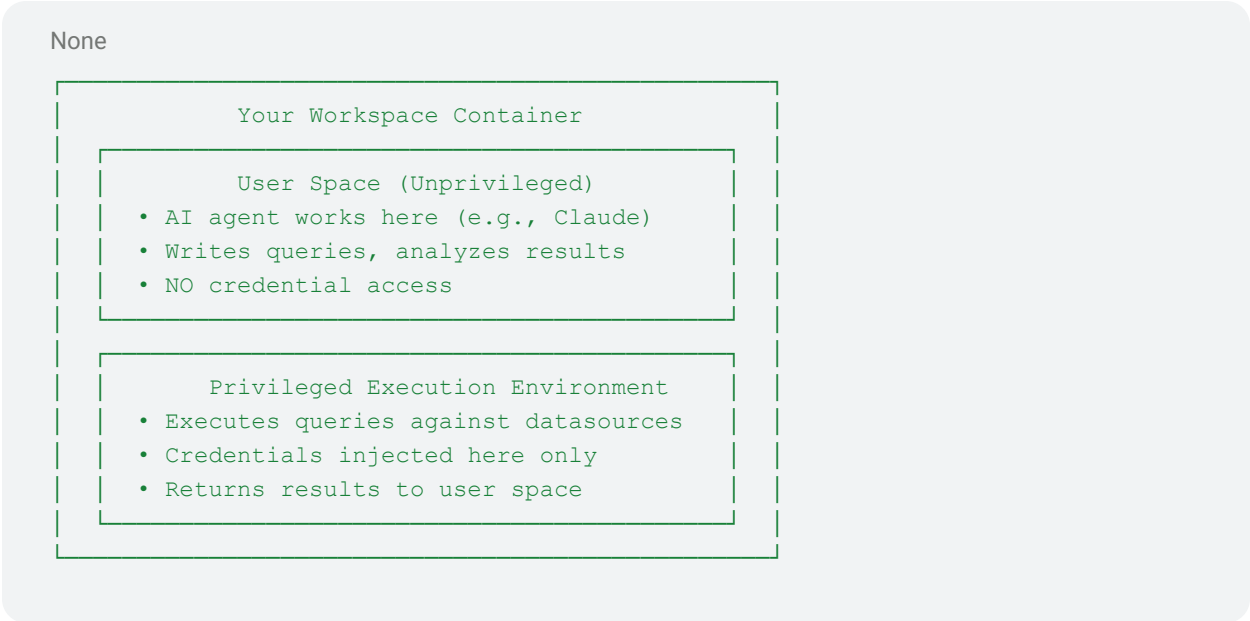 None
Your Workspace Container
User Space (Unprivileged)
• AI agent works here (e.g., Claude)
• Writes queries, analyzes results
• NO credential access
Privileged Execution Environment
• Executes queries against datasources
• Credentials injected here only
• Returns results to user space